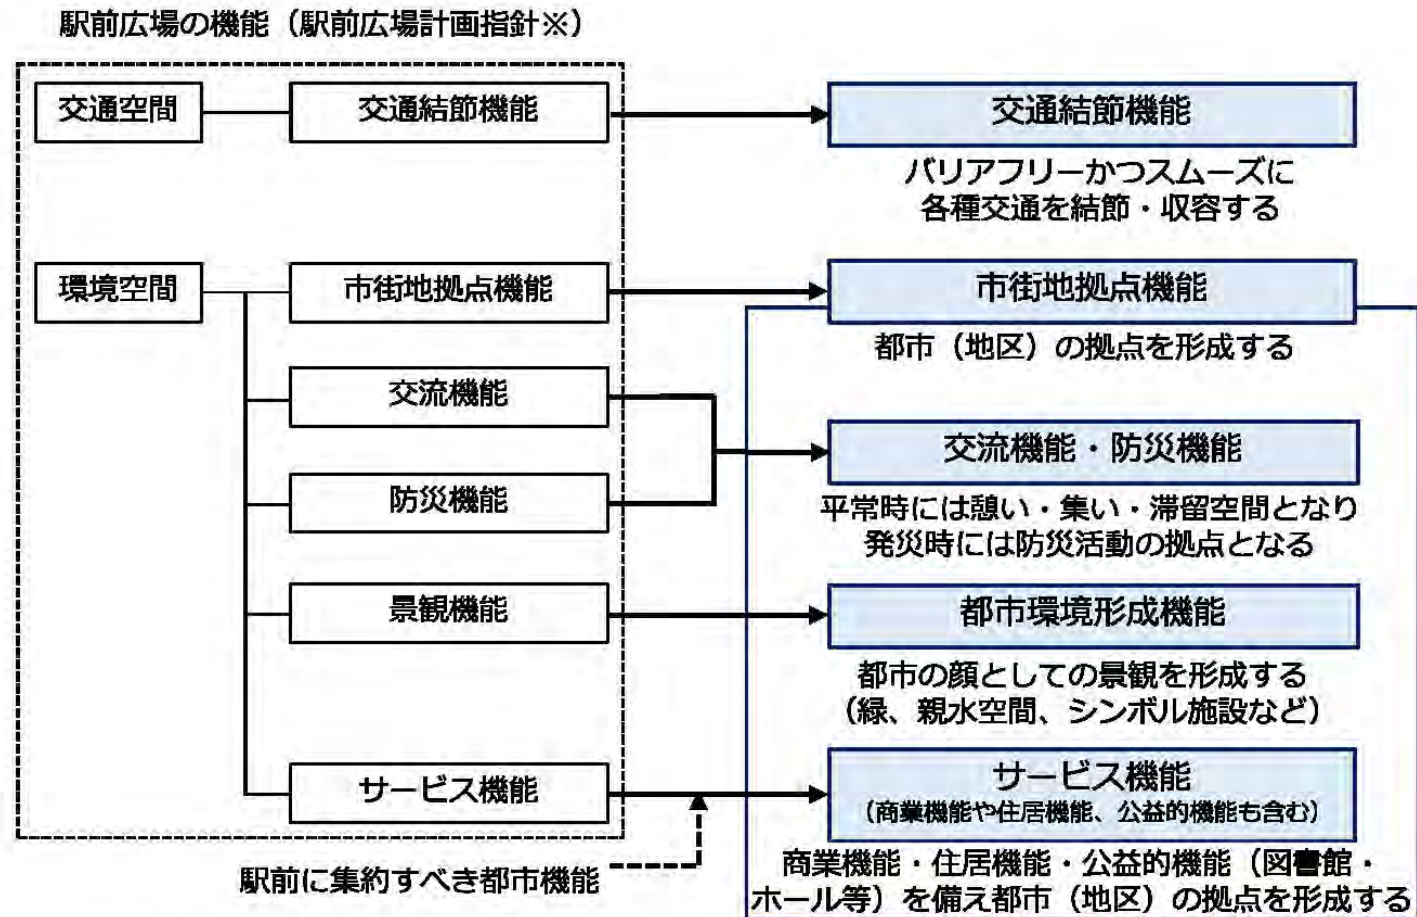 駅前広場の機能（駅前広場計画指針※）
交通空間
交通結節機能
交通結節機能
バリアフリーかつスムーズに
各種交通を結節・収容する
環境空間
市街地拠点機能
市街地拠点機能
都市（地区）の拠点を形成する
交流機能
防災機能
交流機能・防災機能
平常時には憩い・集い・滞留空間となり
発災時には防災活動の拠点となる
景観機能
都市環境形成機能
都市の顔としての景観を形成する
（緑、親水空間、シンボル施設など）
サービス機能
サービス機能
（商業機能や住居機能、公益的機能も含む）
駅前に集約すべき都市機能
商業機能・住居機能・公益的機能（図書館・
ホール等）を備え都市（地区）の拠点を形成する